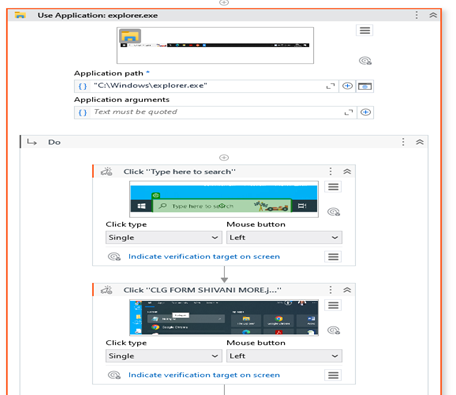 Use Application: explorer.exe
Application path *
"C:\Windows\explorer.exe"
Application arguments
Text must be quoted
Do
Click "Type here to search"
Type here to search
Click type
Mouse button
Single
Left
Indicate verification target on screen
Click "CLG FORM SHIVANI MORE.j..."
Google Chrome
Click type
Mouse button
Single
Left
Indicate verification target on screen